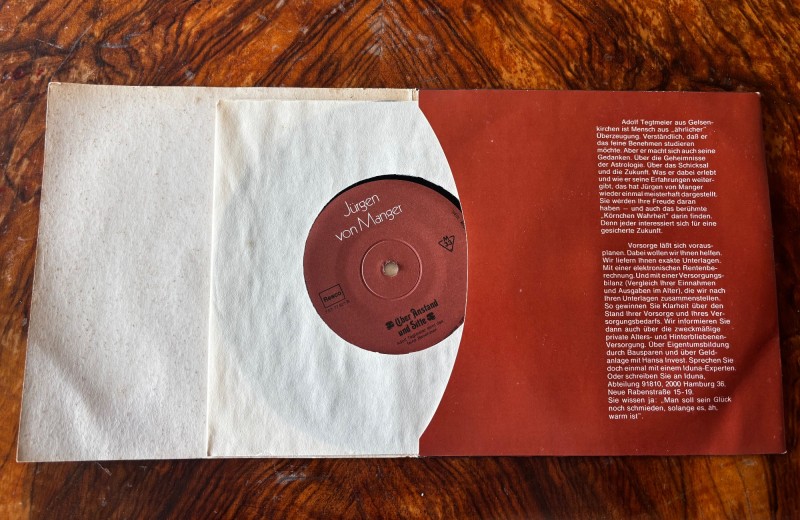 Jürgen
von Manger
Über Anstand
und Sitte
Adolf Tegtmeier aus Gelsen-
kirchen ist Mensch aus „ährlicher"
Überzeugung. Verständlich, daß er
das feine Benehmen studieren
möchte. Aber er macht sich auch seine
Gedanken. Über die Geheimnisse
der Astrologie. Über das Schicksal
und die Zukunft. Was er dabei erlebt
und wie er seine Erfahrungen weiter-
gibt, das hat Jürgen von Manger
wieder einmal meisterhaft dargestellt.
Sie werden Ihre Freude daran
haben – und auch das berühmte
„Körnchen Wahrheit" darin finden.
Denn jeder interessiert sich für eine
gesicherte Zukunft.
Vorsorge läßt sich voraus-
planen. Dabei wollen wir Ihnen helfen.
Wir liefern Ihnen exakte Unterlagen.
Mit einer elektronischen Rentenbe-
rechnung. Und mit einer Versorgungs-
bilanz (Vergleich Ihrer Einnahmen
und Ausgaben im Alter), die wir nach
Ihren Unterlagen zusammenstellen.
So gewinnen Sie Klarheit über den
Stand Ihrer Vorsorge und Ihres Ver-
sorgungsbedarfs. Wir informieren Sie
dann auch über die zweckmäßige
private Alters- und Hinterbliebenen-
Versorgung. Über Eigentumsbildung
durch Bausparen und über Geld-
anlage mit Hansa Invest. Sprechen Sie
doch einmal mit einem Iduna-Experten.
Oder schreiben Sie an Iduna,
Abteilung 91810, 2000 Hamburg 36,
Neue Rabenstraße 15–19.
Sie wissen ja: „Man soll sein Glück
noch schmieden, solange es, äh,
warm ist".